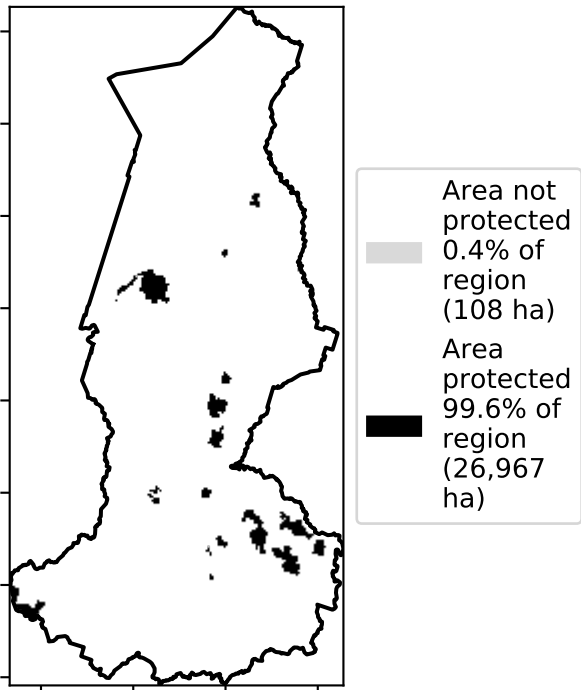 Area not
protected
0.4% of
region
(108 ha)
Area
protected
99.6% of
region
(26,967
ha)